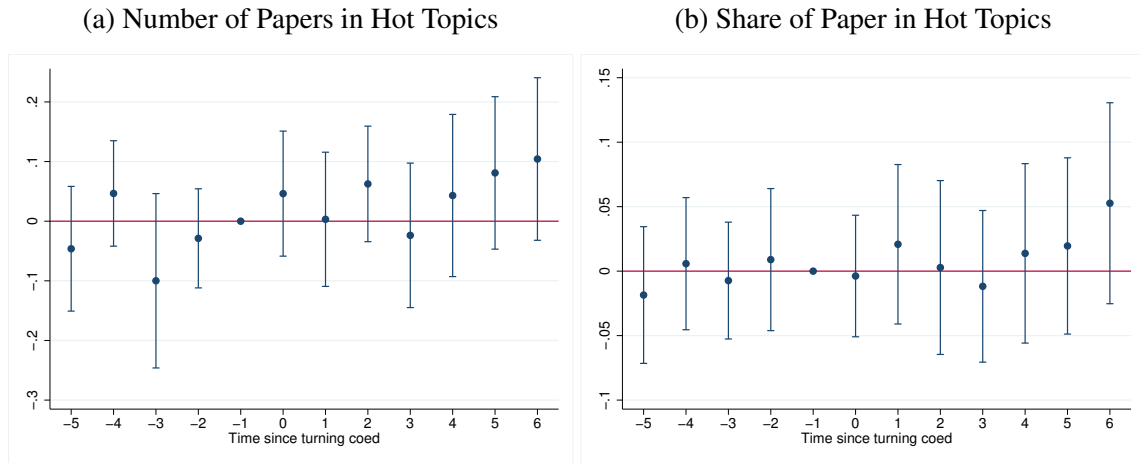 (a) Number of Papers in Hot Topics
.2
.1
0
-.1
-.2
-.3
-5 -4 -3 -2 -1 0 1 2 3 4 5 6
Time since turning coed
(b) Share of Paper in Hot Topics
.15
.1
.05
0
-.05
-.1
-5 -4 -3 -2 -1 0 1 2 3 4 5 6
Time since turning coed